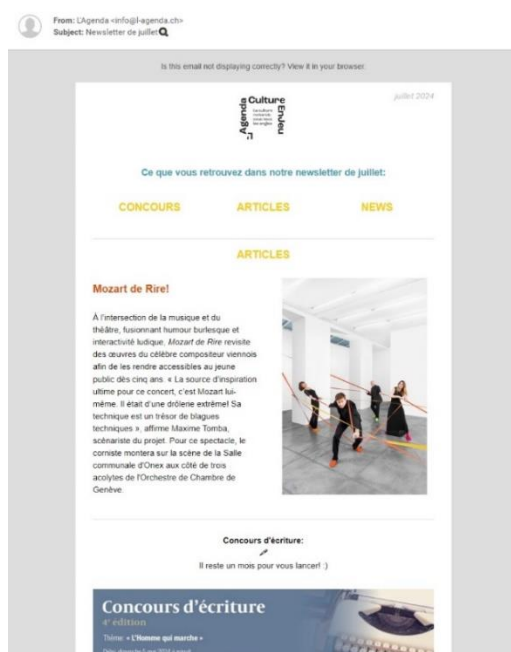 From: L'Agenda <info@l-agenda.ch>
Subject: Newsletter de juillet
Is this email not displaying correctly? View it in your browser.
juillet 2024
Agenda Culture EnJeu
Ce que vous retrouvez dans notre newsletter de juillet:
CONCOURS ARTICLES NEWS
ARTICLES
Mozart de Rire!
À l'intersection de la musique et du
théâtre, fusionnant humour burlesque et
interactivité ludique, Mozart de Rire revisite
des œuvres du célèbre compositeur viennois
afin de les rendre accessibles au jeune
public dès cinq ans. « La source d'inspiration
ultime pour ce concert, c'est Mozart lui-
même. Il était d'une drôlerie extrême! Sa
technique est un trésor de blagues
techniques », affirme Maxime Tomba,
scénariste du projet. Pour ce spectacle, le
corniste montera sur la scène de la Salle
communale d'Onex aux côté de trois
acolytes de l'Orchestre de Chambre de
Genève.
Concours d'écriture:
Il reste un mois pour vous lancer! :)
Concours d'écriture
4e édition
Thème: « L'Homme qui marche »